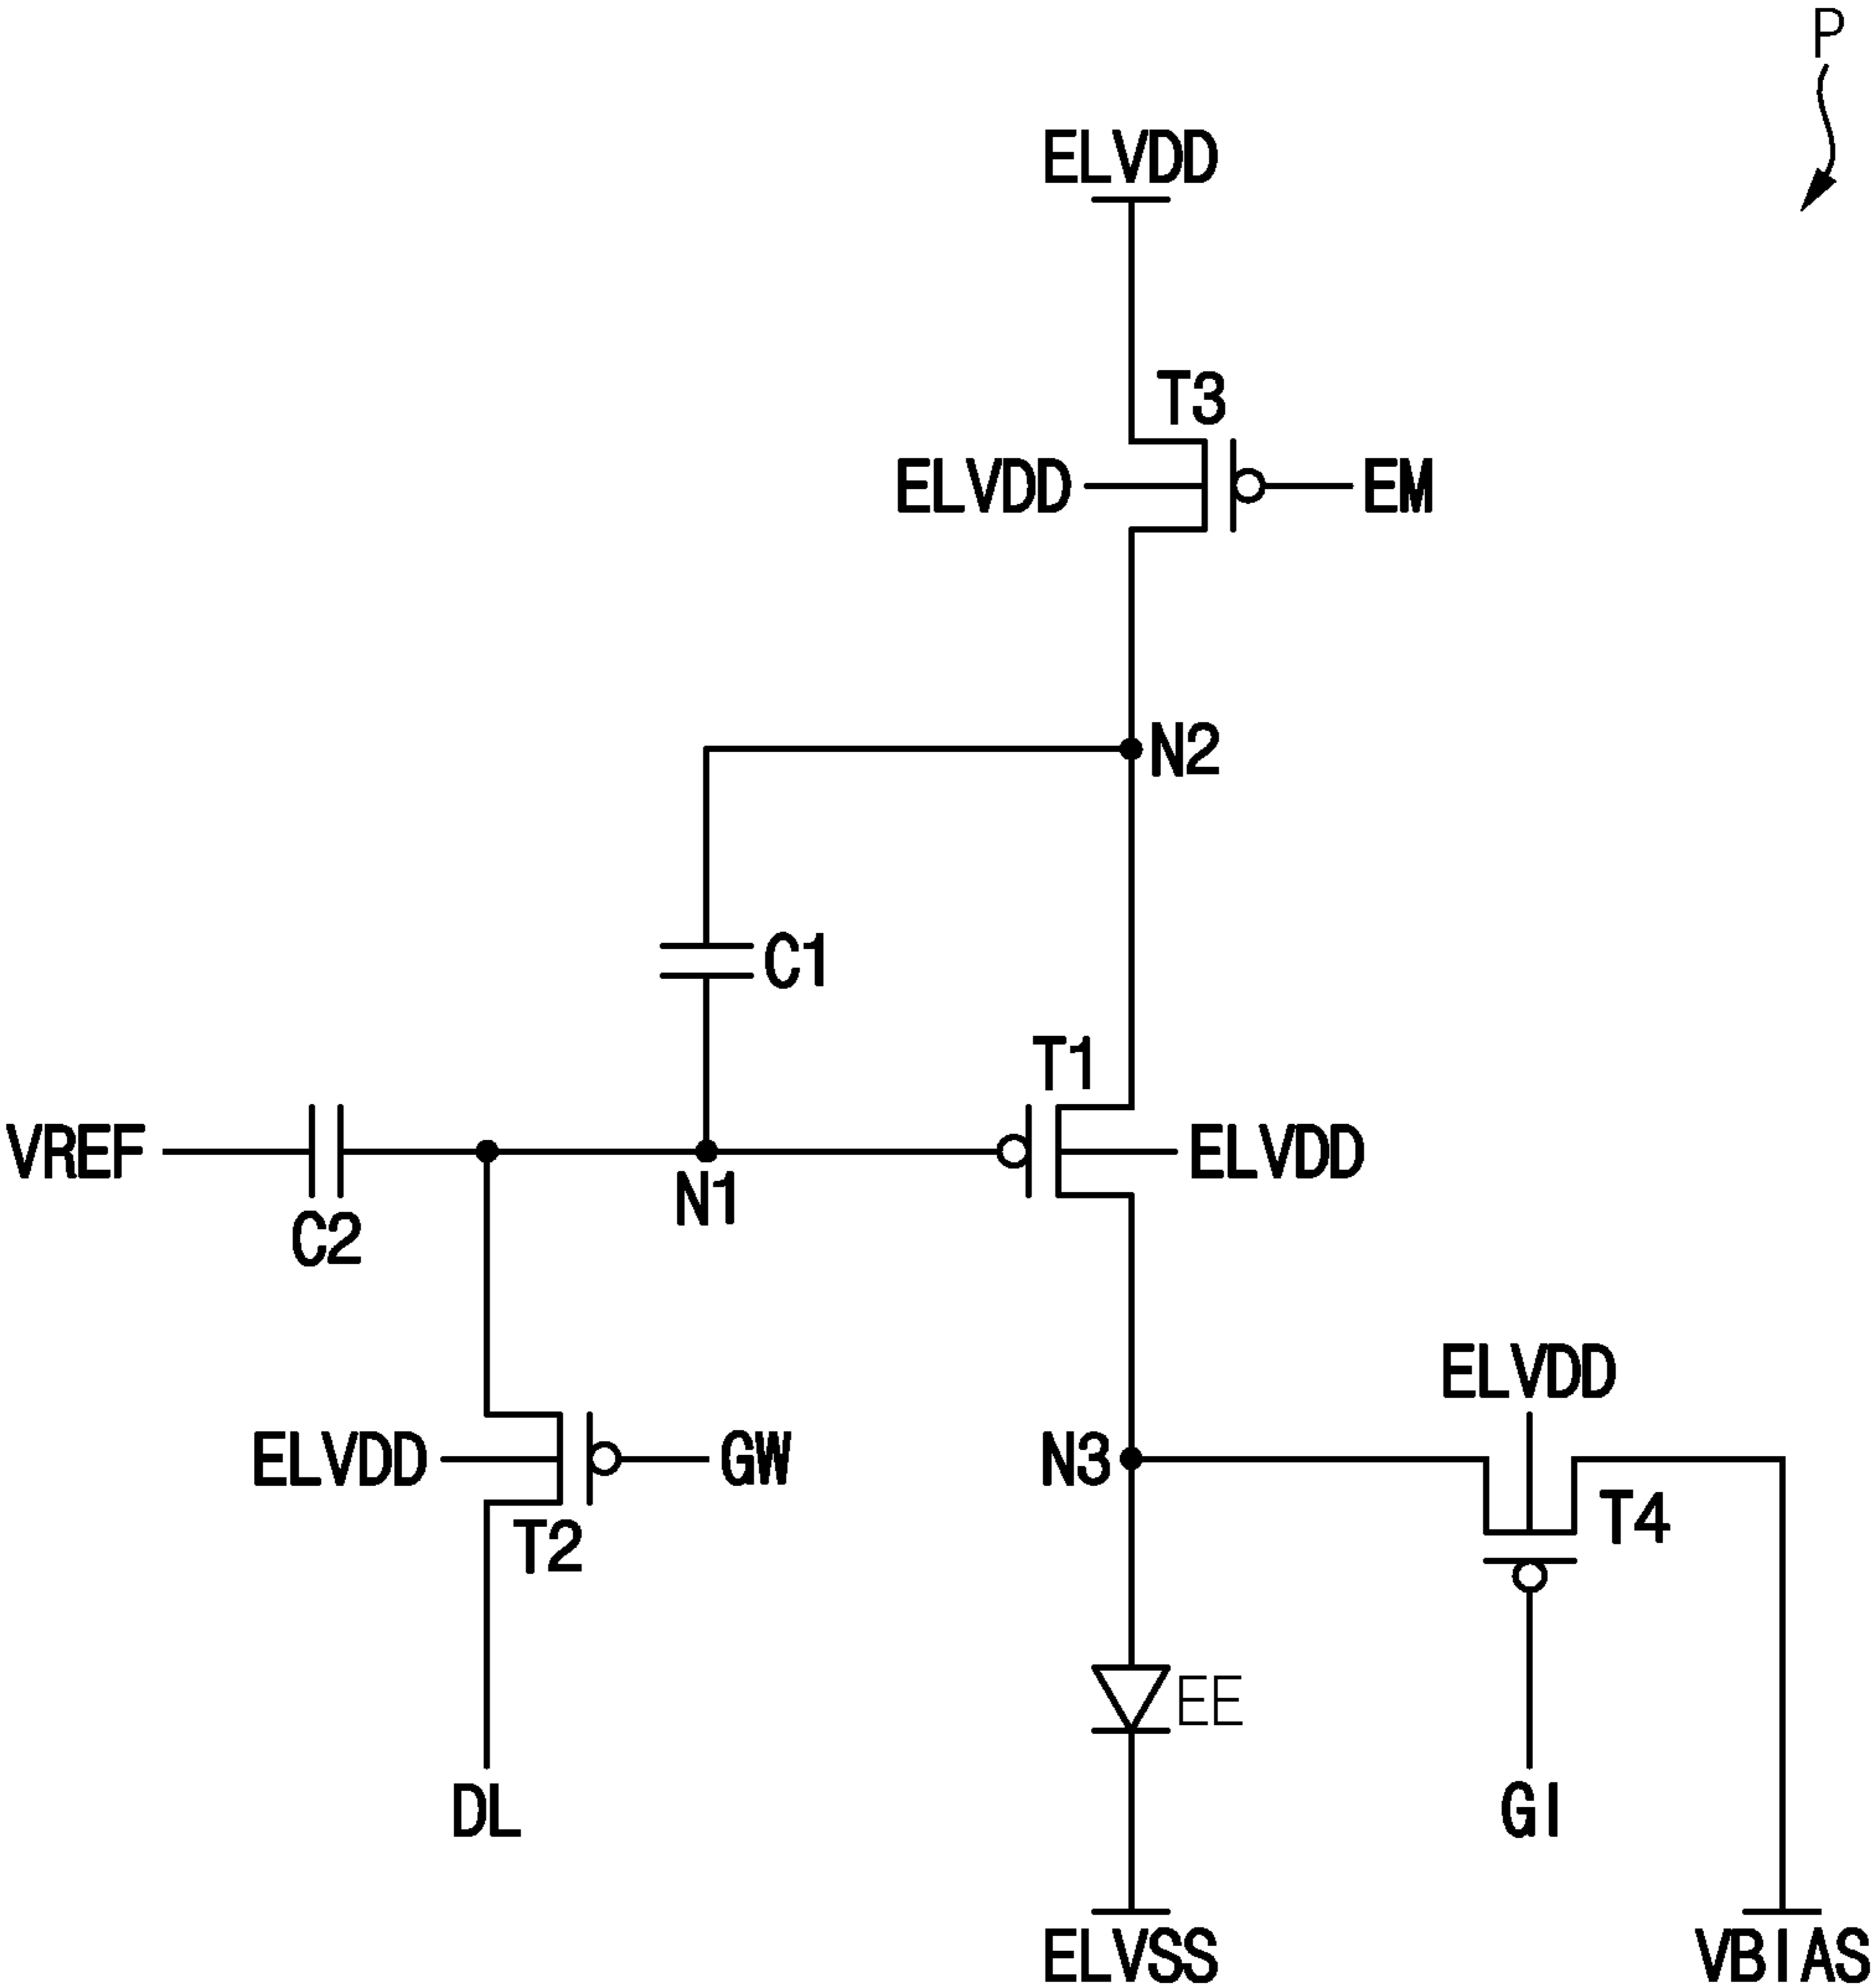 P
ELVDD
T3
ELVDD
EM
N2
C1
T1
VREF
ELVDD
N1
C2
ELVDD
ELVDD
GW
N3
T4
T2
EE
DL
GI
ELVSS
VBIAS